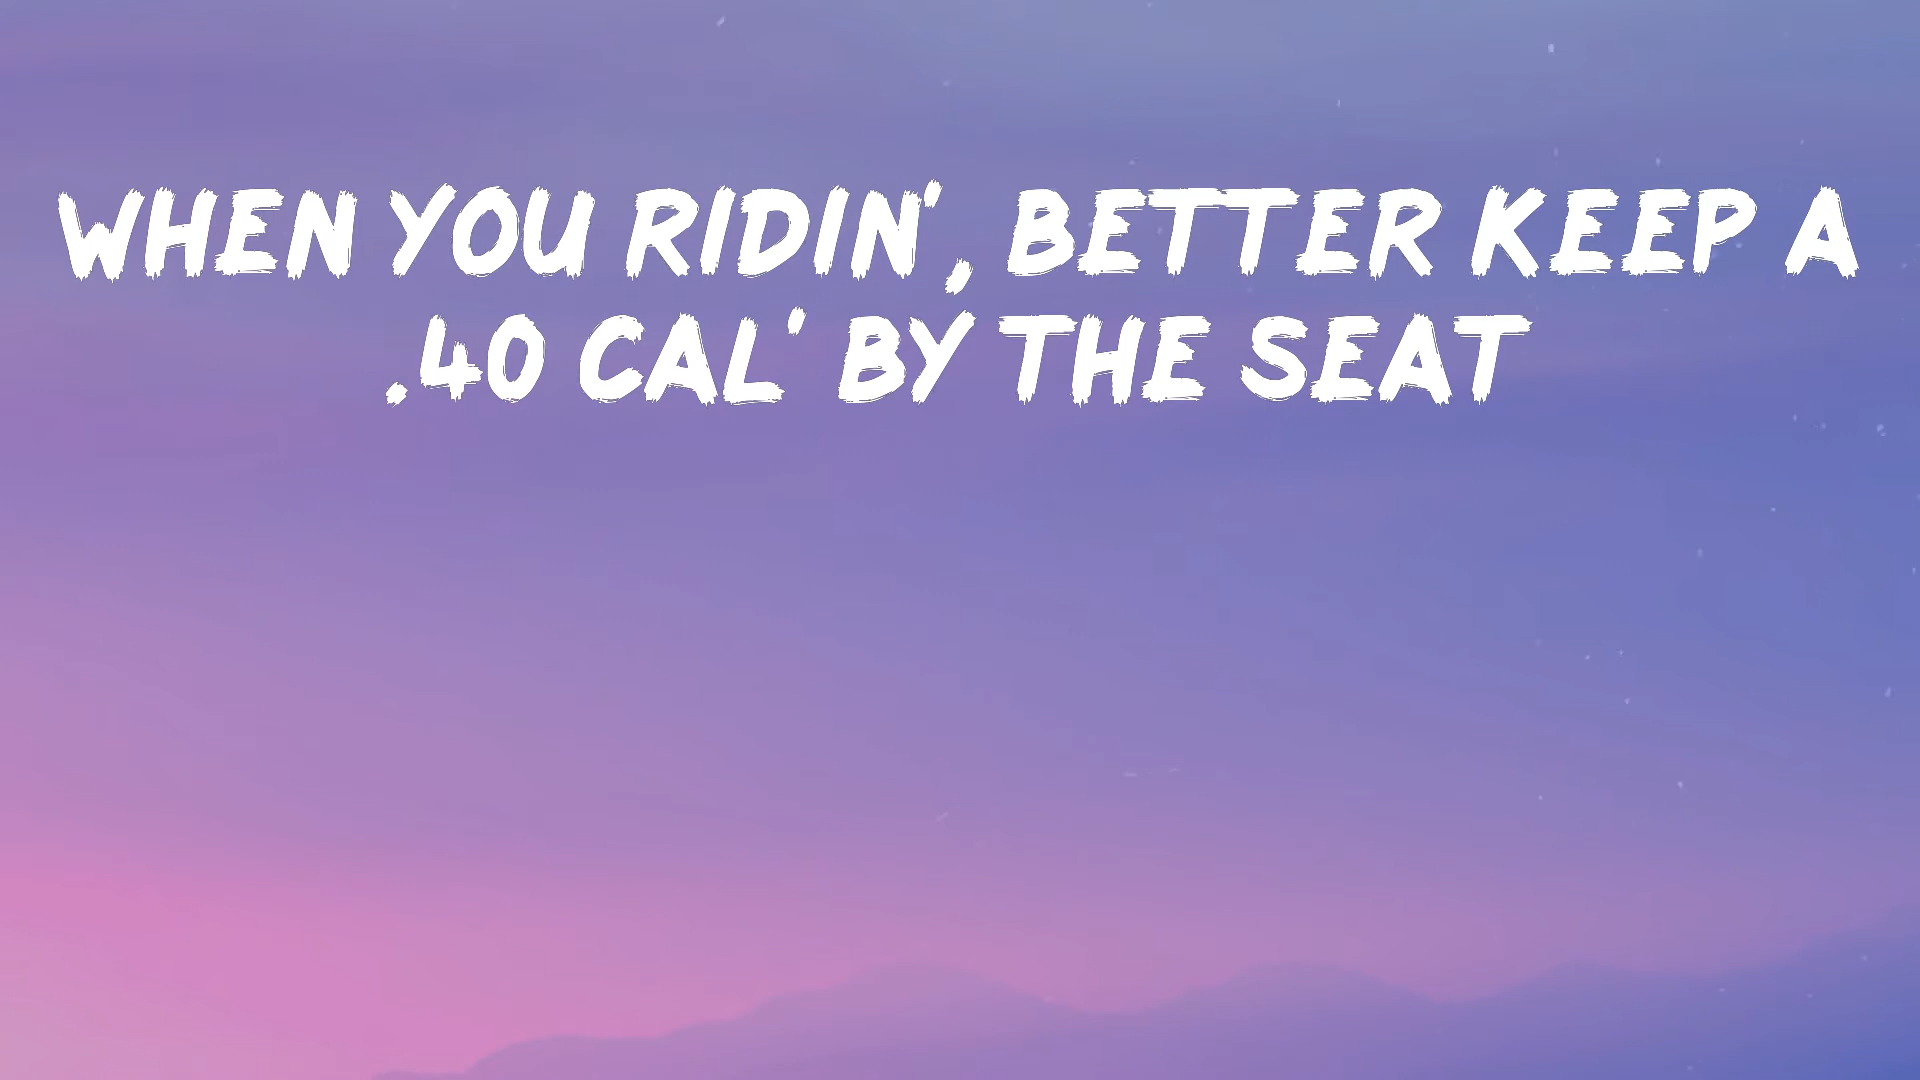 WHEN YOU RIDIN', BETTER KEEP A
.40 CAL' BY THE SEAT